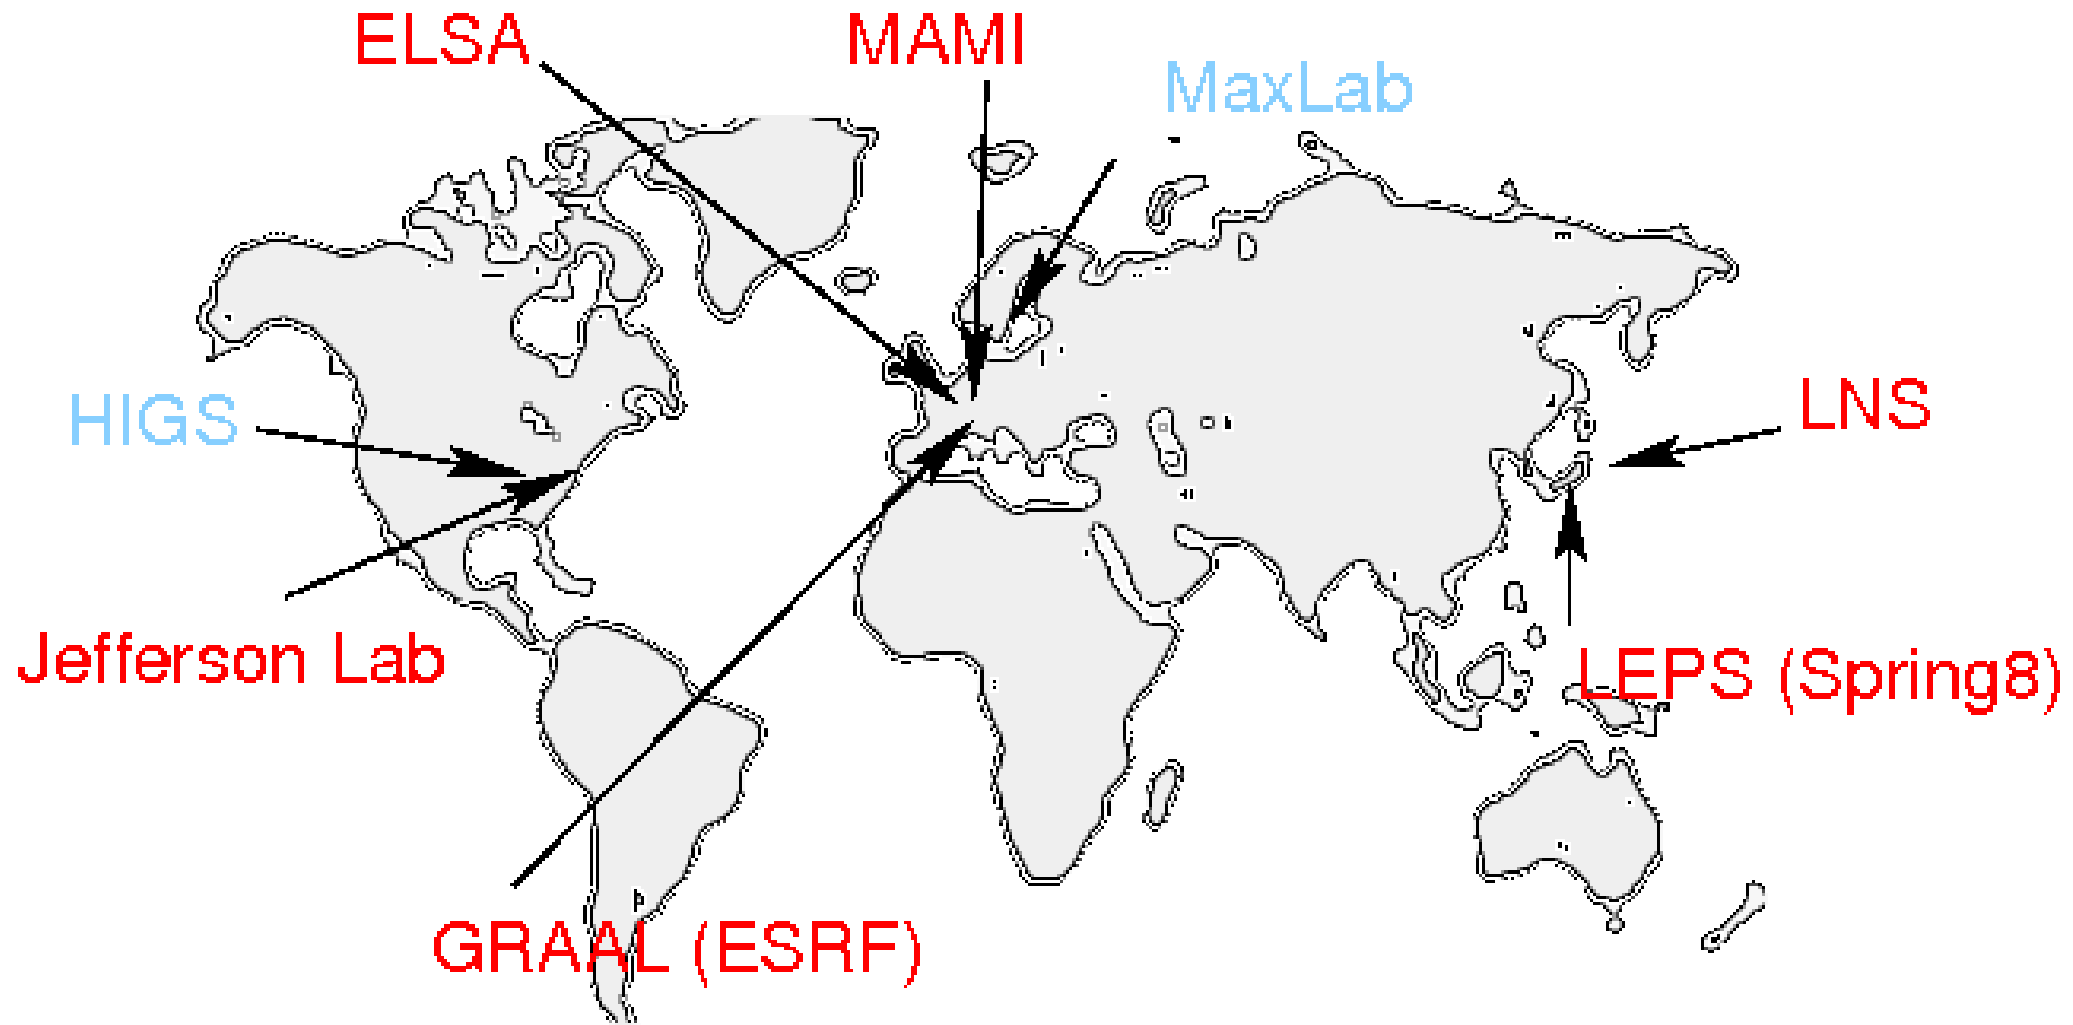 ELSA
MAMI
MaxLab
HIGS
LNS
Jefferson Lab
LEPS (Spring8)
GRAAL (ESRF)